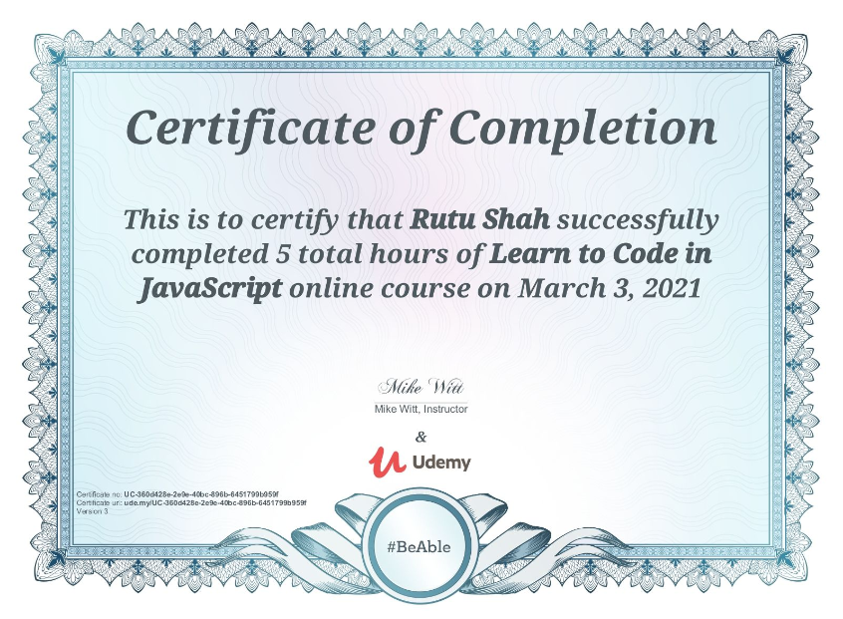 Certificate of Completion
This is to certify that Rutu Shah successfully
completed 5 total hours of Learn to Code in
JavaScript online course on March 3, 2021
Mike Witt
Mike Witt, Instructor
&
Udemy
Certificate no: UC-360d428e-2e9e-40bc-896b-6451799b959f
Certificate url: ude.my/UC-360d428e-2e9e-40bc-896b-6451799b959f
Version 3
#BeAble